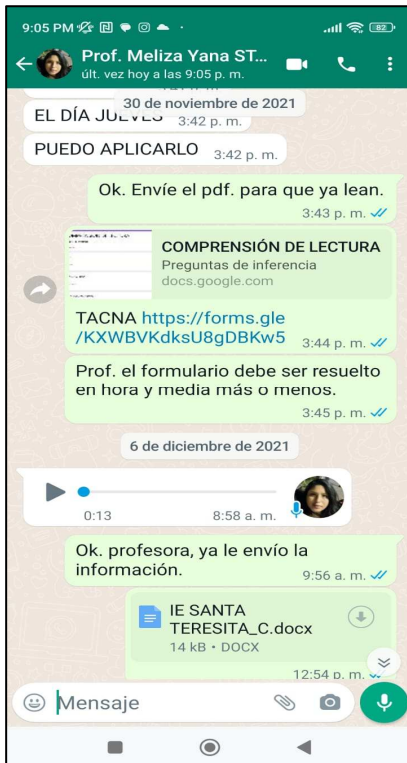 9:05 PM
82
Prof. Meliza Yana ST...
últ. vez hoy a las 9:05 p. m.
30 de noviembre de 2021
EL DÍA JUEVES 3:42 p. m.
PUEDO APLICARLO 3:42 p. m.
Ok. Envíe el pdf. para que ya lean.
3:43 p. m.
COMPRENSIÓN DE LECTURA
Preguntas de inferencia
docs.google.com
TACNA https://forms.gle
/KXWBVKdksU8gDBKw5 3:44 p. m.
Prof. el formulario debe ser resuelto
en hora y media más o menos.
3:45 p. m.
6 de diciembre de 2021
0:13 8:58 a. m.
Ok. profesora, ya le envío la
información. 9:56 a. m.
IE SANTA
TERESITA_C.docx
14 kB • DOCX
12:54 p. m.
Mensaje